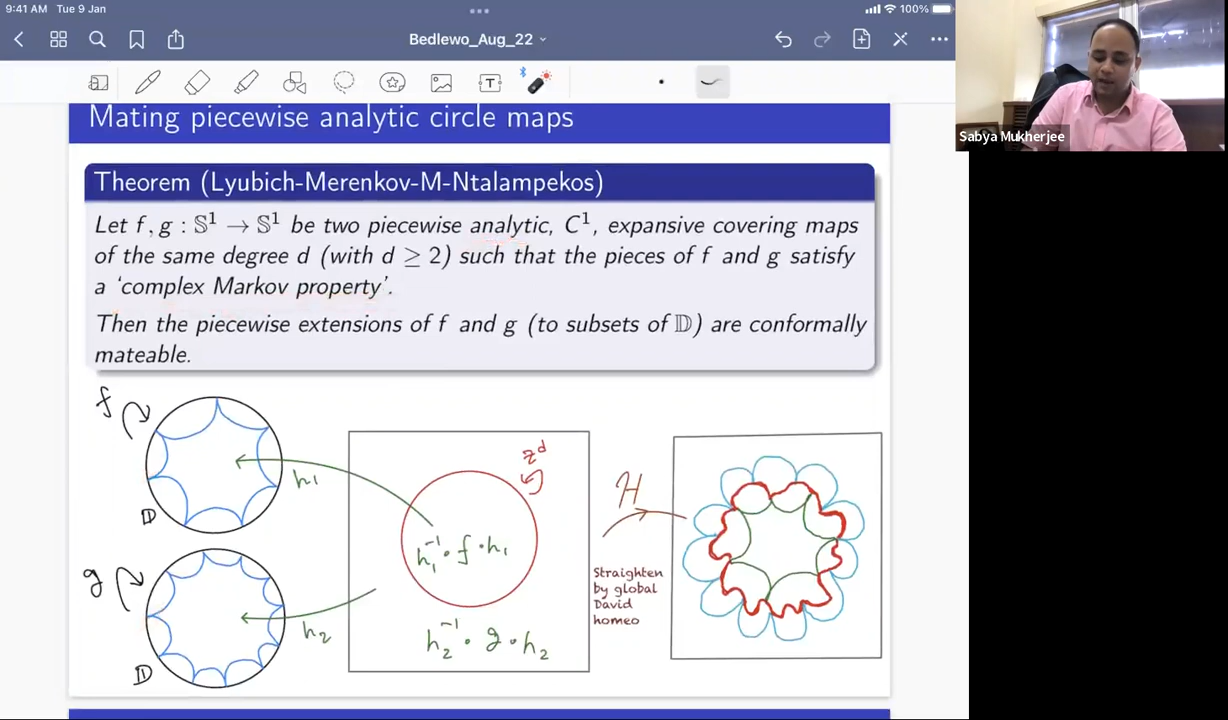 9:41 AM Tue 9 Jan
100%
Bedlewo_Aug_22
Sabya Mukherjee
Mating piecewise analytic circle maps
Theorem (Lyubich-Merenkov-M-Ntalampekos)
Let f, g : 𝕊¹ → 𝕊¹ be two piecewise analytic, C¹, expansive covering maps
of the same degree d (with d ≥ 2) such that the pieces of f and g satisfy
a ‘complex Markov property’.
Then the piecewise extensions of f and g (to subsets of 𝔻) are conformally
mateable.
f
𝔻
h₁
g
𝔻
h₂
z^d
h₁⁻¹ ∘ f ∘ h₁
h₂⁻¹ ∘ g ∘ h₂
H
Straighten
by global
David
homeo